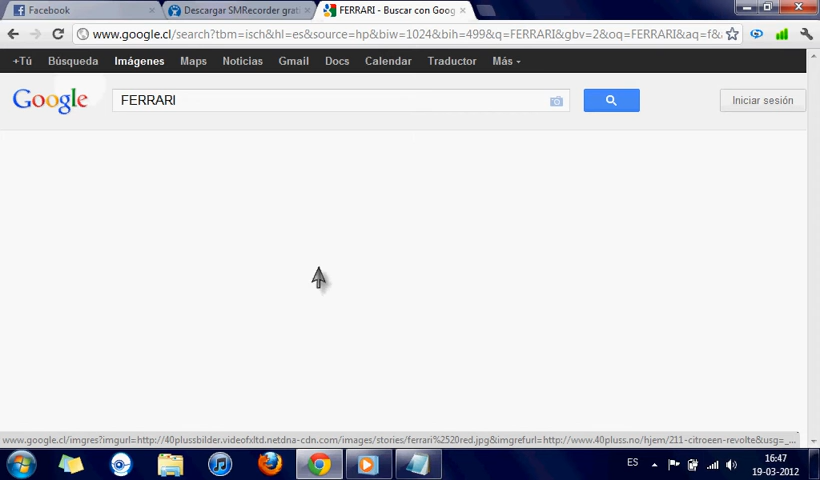 Facebook
Descargar SMRecorder grati
FERRARI - Buscar con Goog
www.google.cl/search?tbm=isch&hl=es&source=hp&biw=1024&bih=499&q=FERRARI&gbv=2&oq=FERRARI&aq=f&
+Tú Búsqueda Imágenes Maps Noticias Gmail Docs Calendar Traductor Más
Google
FERRARI
Iniciar sesión
www.google.cl/imgres?imgurl=http://40plussbilder.videofxltd.netdna-cdn.com/images/stories/ferrari%2520red.jpg&imgrefurl=http://www.40pluss.no/hjem/211-citroeen-revolte&usg=_...
ES
16:47
19-03-2012